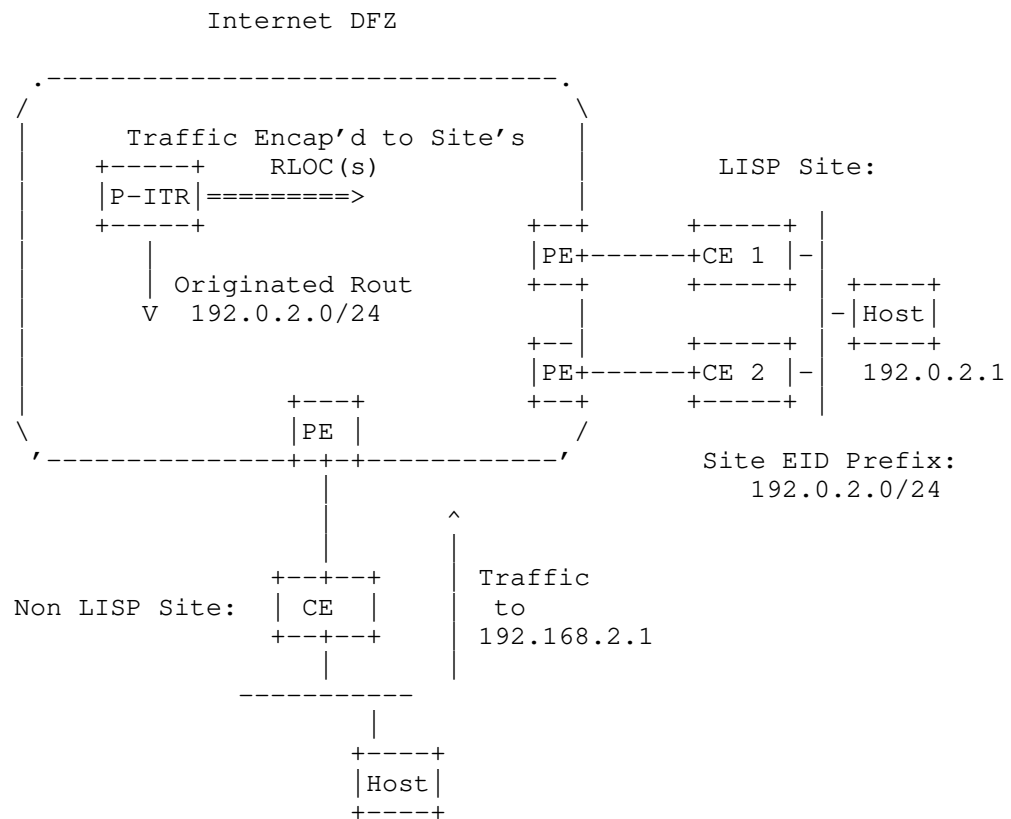 Internet DFZ
Traffic Encap'd to Site's
RLOC(s)
LISP Site:
P-ITR
PE
CE 1
Originated Rout
192.0.2.0/24
Host
PE
CE 2
192.0.2.1
PE
Site EID Prefix:
192.0.2.0/24
Traffic
Non LISP Site:
CE
to
192.168.2.1
Host